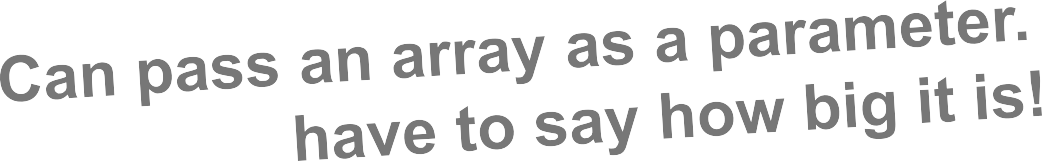 Can pass an array as a parameter.
have to say how big it is!